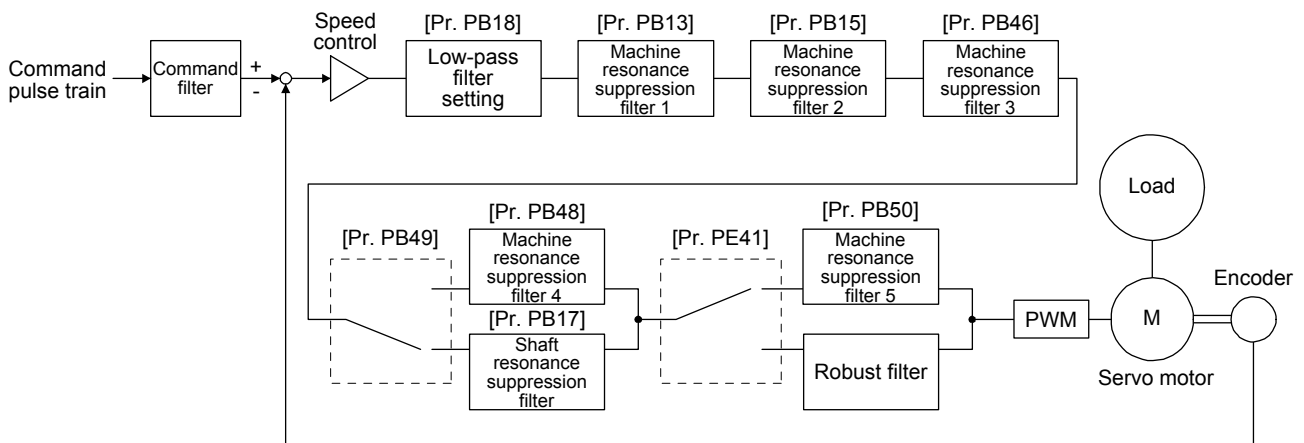 Speed
control
[Pr. PB18]
[Pr. PB13]
[Pr. PB15]
[Pr. PB46]
Command
pulse train
Command
filter
+
-
Low-pass
filter
setting
Machine
resonance
suppression
filter 1
Machine
resonance
suppression
filter 2
Machine
resonance
suppression
filter 3
Load
[Pr. PB49]
[Pr. PB48]
Machine
resonance
suppression
filter 4
[Pr. PB17]
Shaft
resonance
suppression
filter
[Pr. PE41]
[Pr. PB50]
Machine
resonance
suppression
filter 5
Robust filter
PWM
M
Servo motor
Encoder